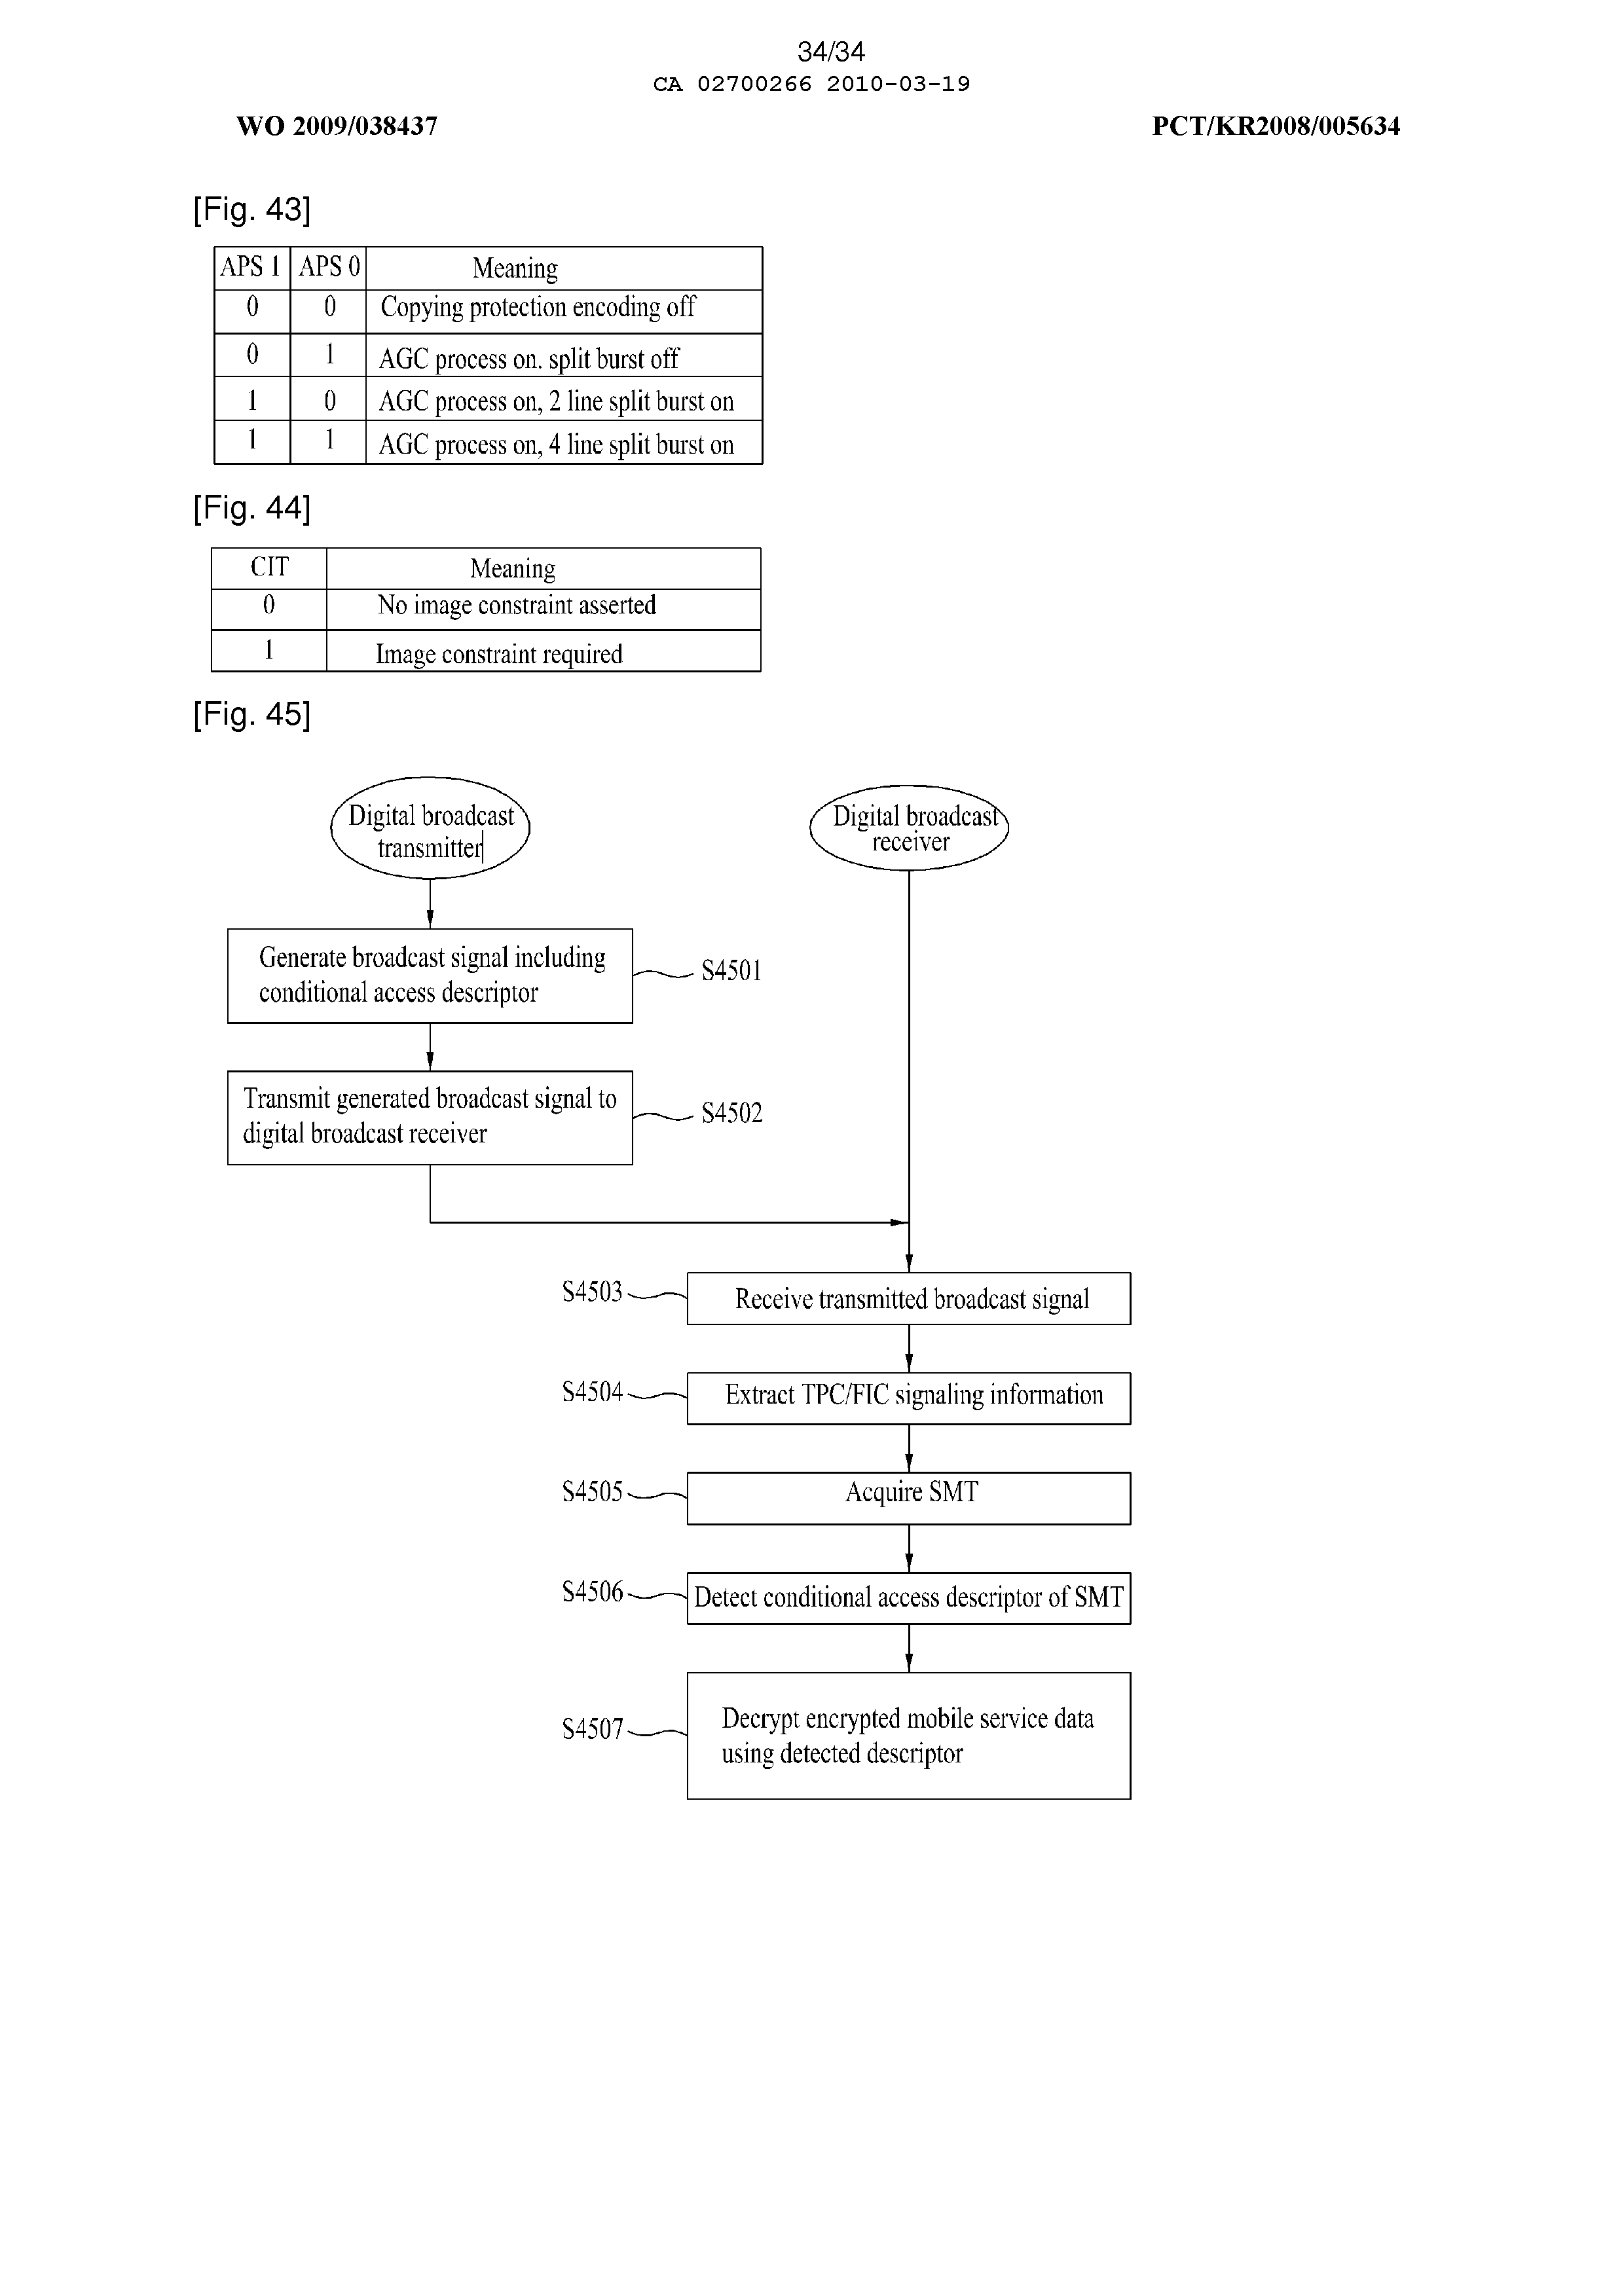 34/34
CA 02700266 2010-03-19
WO 2009/038437 PCT/KR2008/005634
[Fig. 43]
APS 1 APS 0 Meaning
0 0 Copying protection encoding off
0 1 AGC process on. split burst off
1 0 AGC process on, 2 line split burst on
1 1 AGC process on, 4 line split burst on
[Fig. 44]
CIT Meaning
0 No image constraint asserted
1 Image constraint required
[Fig. 45]
Digital broadcast
transmitter
Digital broadcast
receiver
Generate broadcast signal including
conditional access descriptor
S4501
Transmit generated broadcast signal to
digital broadcast receiver
S4502
S4503 Receive transmitted broadcast signal
S4504 Extract TPC/FIC signaling information
S4505 Acquire SMT
S4506 Detect conditional access descriptor of SMT
S4507
Decrypt encrypted mobile service data
using detected descriptor